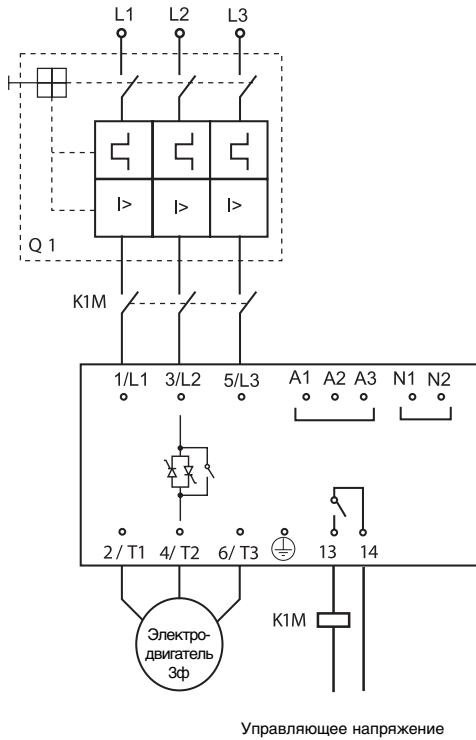 L1 L2 L3
I> I> I>
Q 1
K1M
1/L1 3/L2 5/L3 A1 A2 A3 N1 N2
2/ T1 4/ T2 6/ T3 13 14
K1M
Электро-
двигатель
3ф
Управляющее напряжение